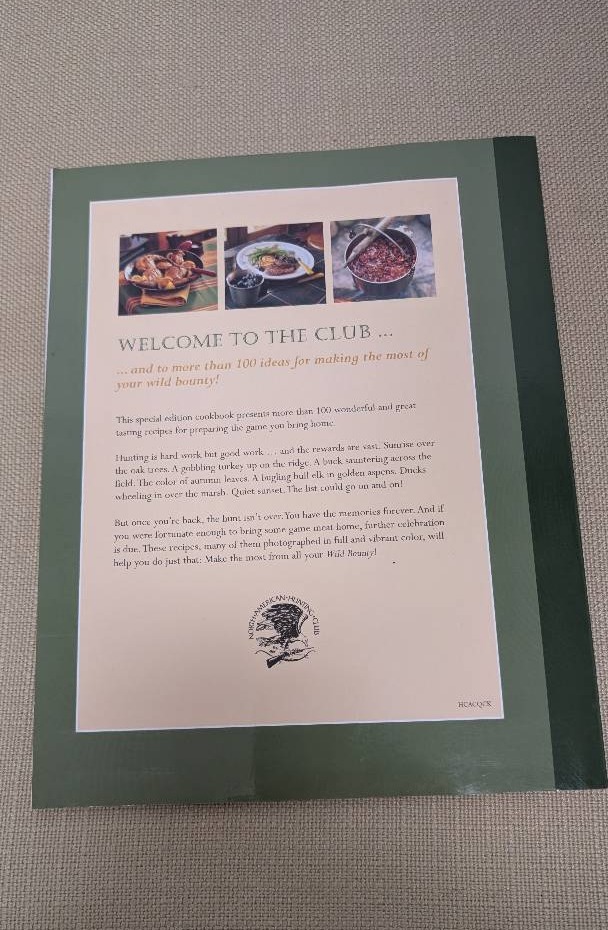 WELCOME TO THE CLUB ...
... and to more than 100 ideas for making the most of
your wild bounty!
This special edition cookbook presents more than 100 wonderful and great
tasting recipes for preparing the game you bring home.
Hunting is hard work but good work . . . and the rewards are vast. Sunrise over
the oak trees. A gobbling turkey up on the ridge. A buck sauntering across the
field. The color of autumn leaves. A bugling bull elk in golden aspens. Ducks
wheeling in over the marsh. Quiet sunset. The list could go on and on!
But once you're back, the hunt isn't over. You have the memories forever. And if
you were fortunate enough to bring some game meat home, further celebration
is due. These recipes, many of them photographed in full and vibrant color, will
help you do just that: Make the most from all your Wild Bounty!
NORTH·AMERICAN·HUNTING·CLUB
HCACQCX